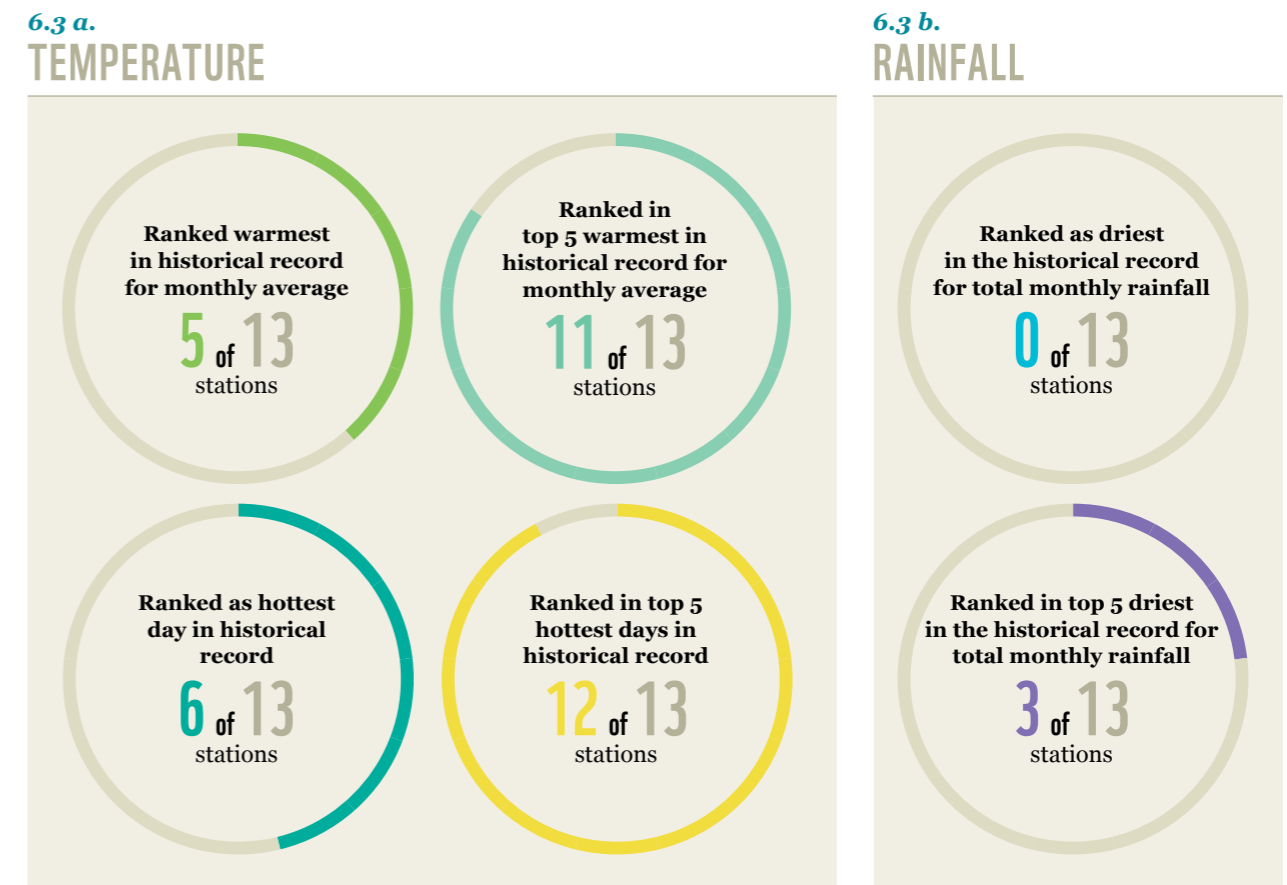 6.3 a.
TEMPERATURE
Ranked warmest
in historical record
for monthly average
5 of 13
stations
Ranked in
top 5 warmest in
historical record for
monthly average
11 of 13
stations
Ranked as hottest
day in historical
record
6 of 13
stations
Ranked in top 5
hottest days in
historical record
12 of 13
stations
6.3 b.
RAINFALL
Ranked as driest
in the historical record
for total monthly rainfall
0 of 13
stations
Ranked in top 5 driest
in the historical record for
total monthly rainfall
3 of 13
stations